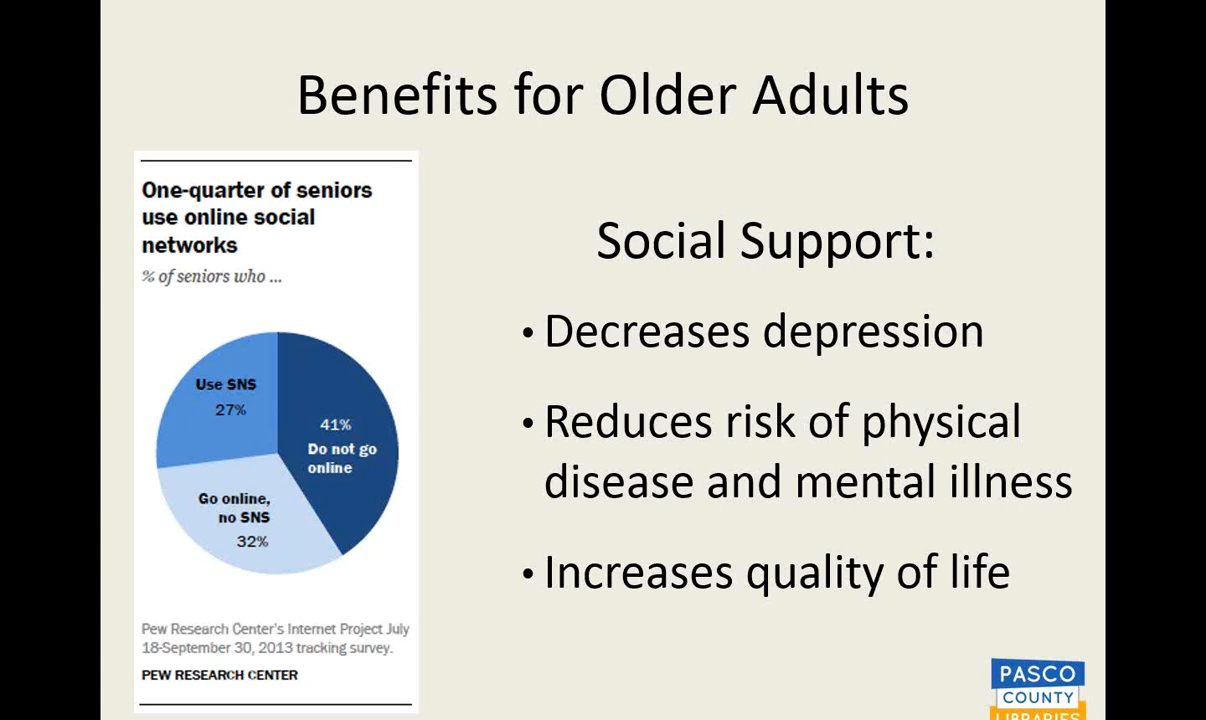 Benefits for Older Adults
One-quarter of seniors
use online social
networks
% of seniors who ...
Use SNS
27%
41%
Do not go
online
Go online,
no SNS
32%
Pew Research Center's Internet Project July
18-September 30, 2013 tracking survey.
PEW RESEARCH CENTER
Social Support:
• Decreases depression
• Reduces risk of physical
disease and mental illness
• Increases quality of life
PASCO
COUNTY
LIBRARIES